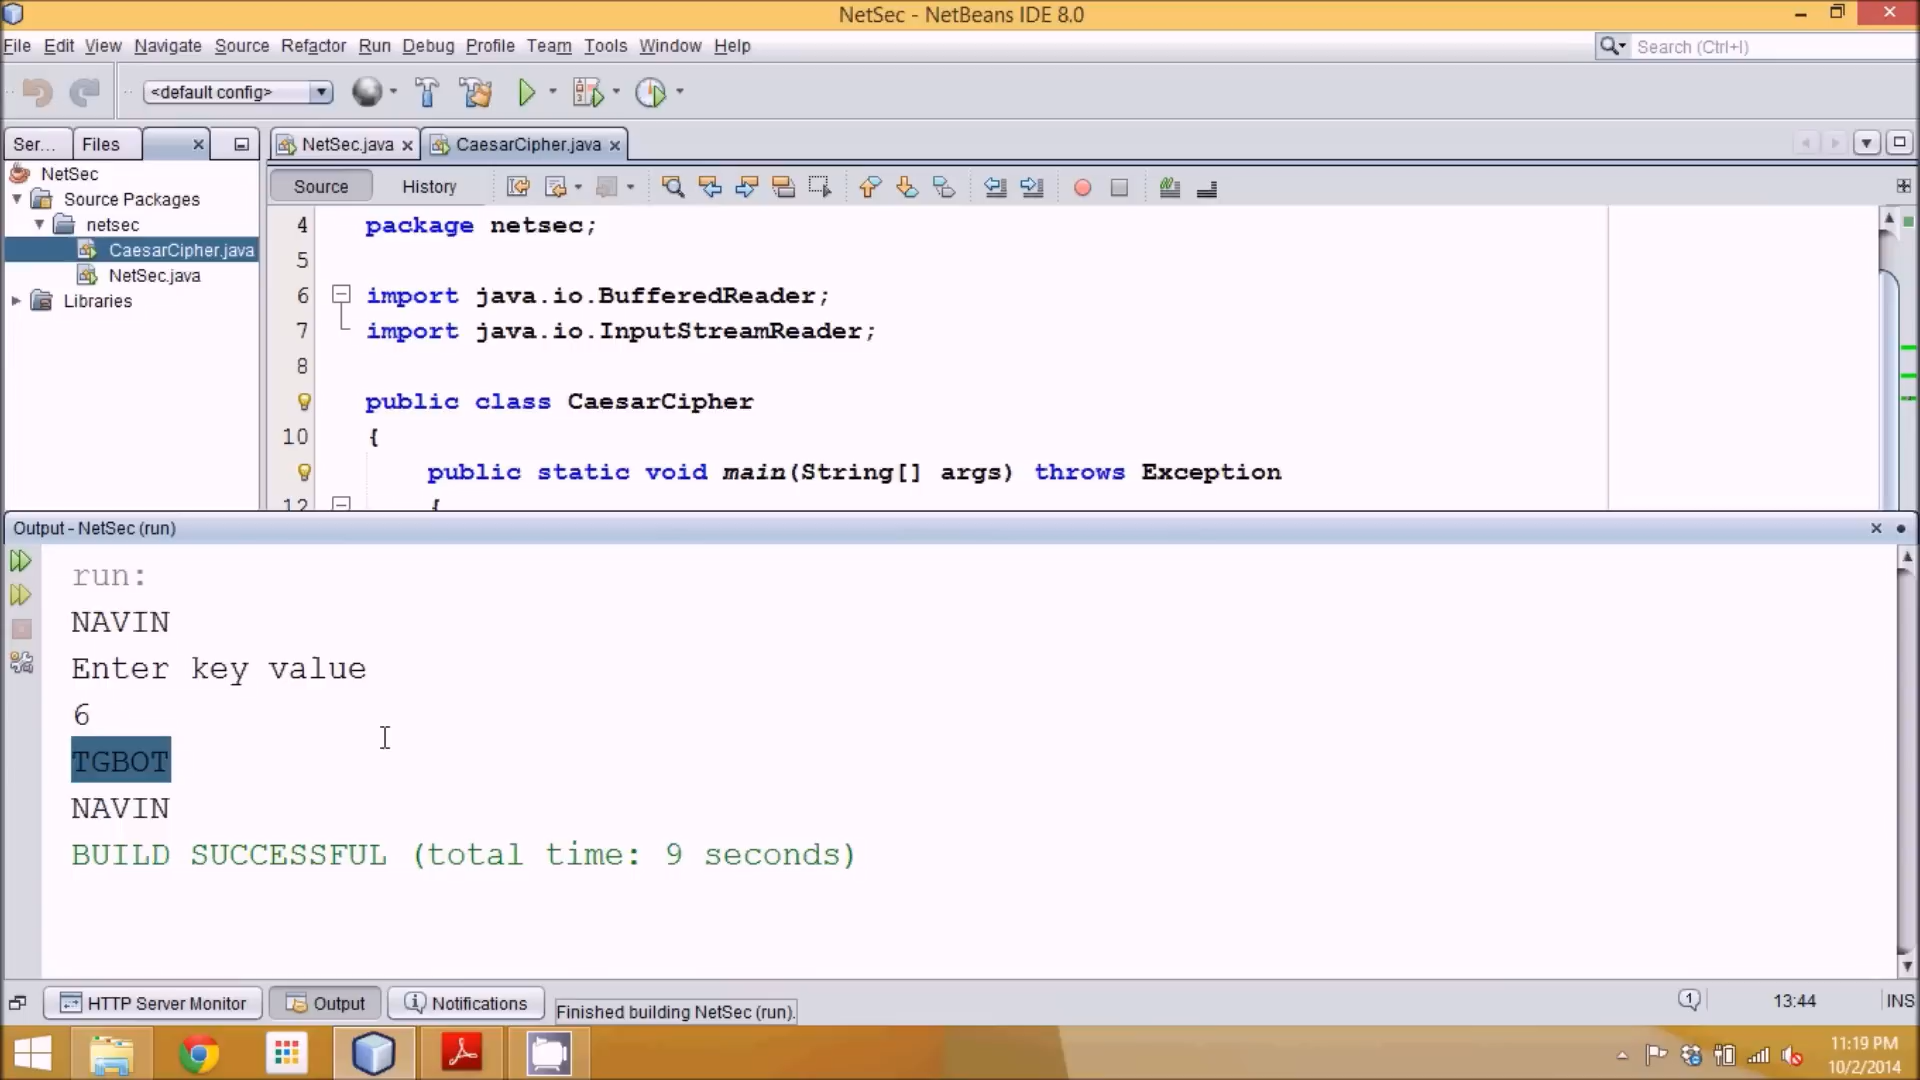 NetSec - NetBeans IDE 8.0
File Edit View Navigate Source Refactor Run Debug Profile Team Tools Window Help
Search (Ctrl+I)
<default config>
Ser... Files
NetSec.java CaesarCipher.java
NetSec
Source Packages
netsec
CaesarCipher.java
NetSec.java
Libraries
Source History
4 package netsec;
5
6 import java.io.BufferedReader;
7 import java.io.InputStreamReader;
8
public class CaesarCipher
10 {
public static void main(String[] args) throws Exception
12 {
Output - NetSec (run)
run:
NAVIN
Enter key value
6
TGBOT
NAVIN
BUILD SUCCESSFUL (total time: 9 seconds)
HTTP Server Monitor Output Notifications Finished building NetSec (run). 1 13:44 INS
11:19 PM
10/2/2014